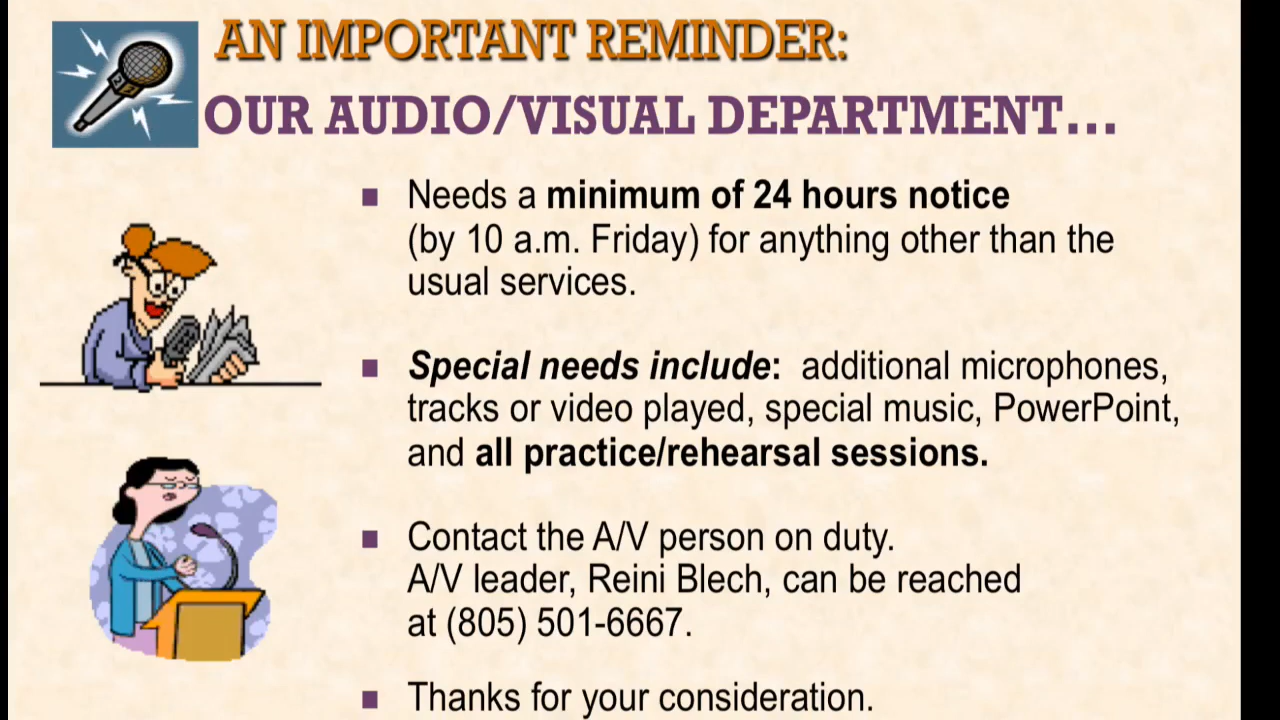 AN IMPORTANT REMINDER:
OUR AUDIO/VISUAL DEPARTMENT...
Needs a minimum of 24 hours notice
(by 10 a.m. Friday) for anything other than the
usual services.
Special needs include:  additional microphones,
tracks or video played, special music, PowerPoint,
and all practice/rehearsal sessions.
Contact the A/V person on duty.
A/V leader, Reini Blech, can be reached
at (805) 501-6667.
Thanks for your consideration.